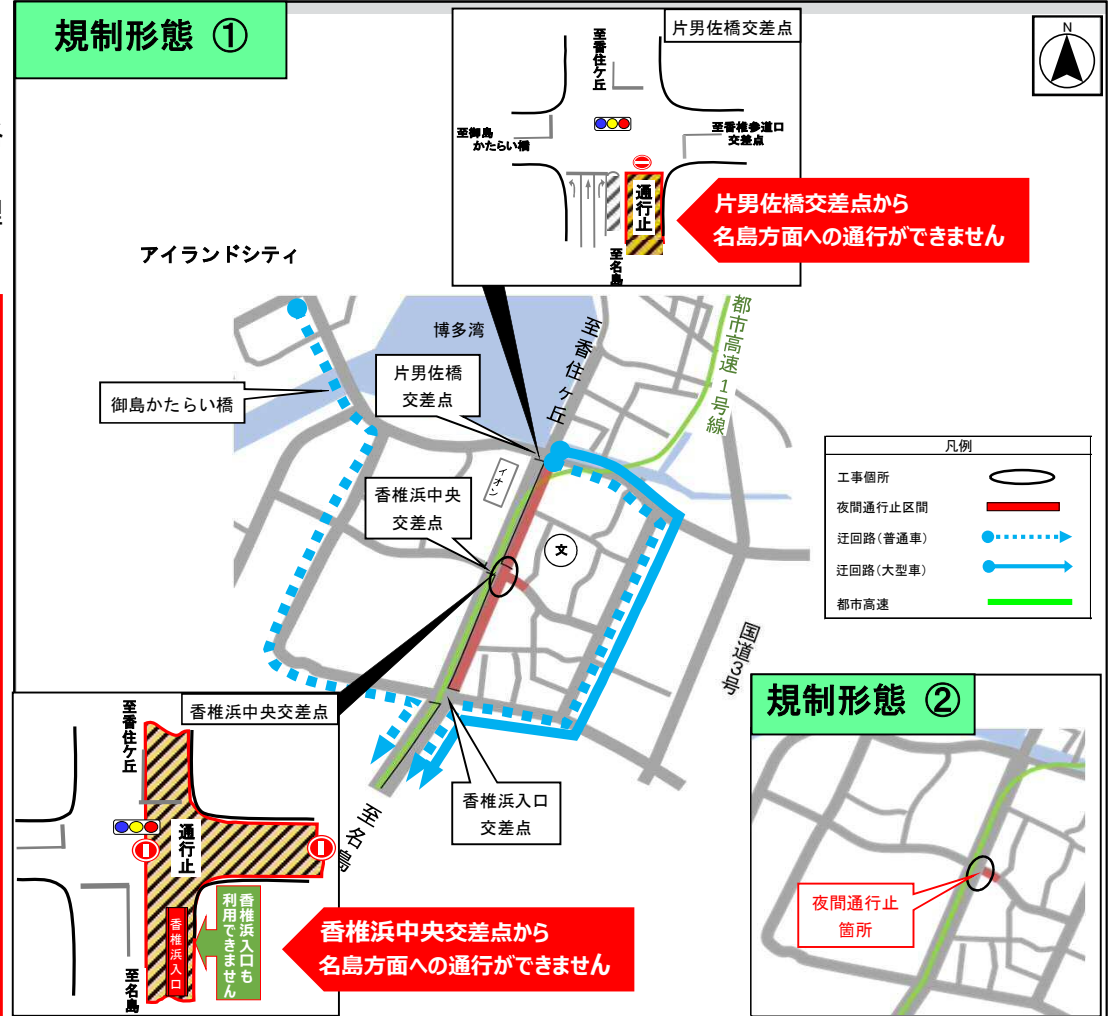 規制形態 ①
片男佐橋交差点
至香住ケ丘
至御島
かたらい橋
至香椎参道口
交差点
通行止
至名島
片男佐橋交差点から
名島方面への通行ができません
N
アイランドシティ
博多湾
至香住ヶ丘
都市高速1号線
御島かたらい橋
片男佐橋
交差点
イオン
香椎浜中央
交差点
文
凡例
工事個所
夜間通行止区間
迂回路(普通車)
迂回路(大型車)
都市高速
国道3号
香椎浜入口
交差点
至名島
香椎浜中央交差点
至香住ケ丘
通行止
香椎浜入口
香椎浜入口も
利用できません
至名島
香椎浜中央交差点から
名島方面への通行ができません
規制形態 ②
夜間通行止
箇所